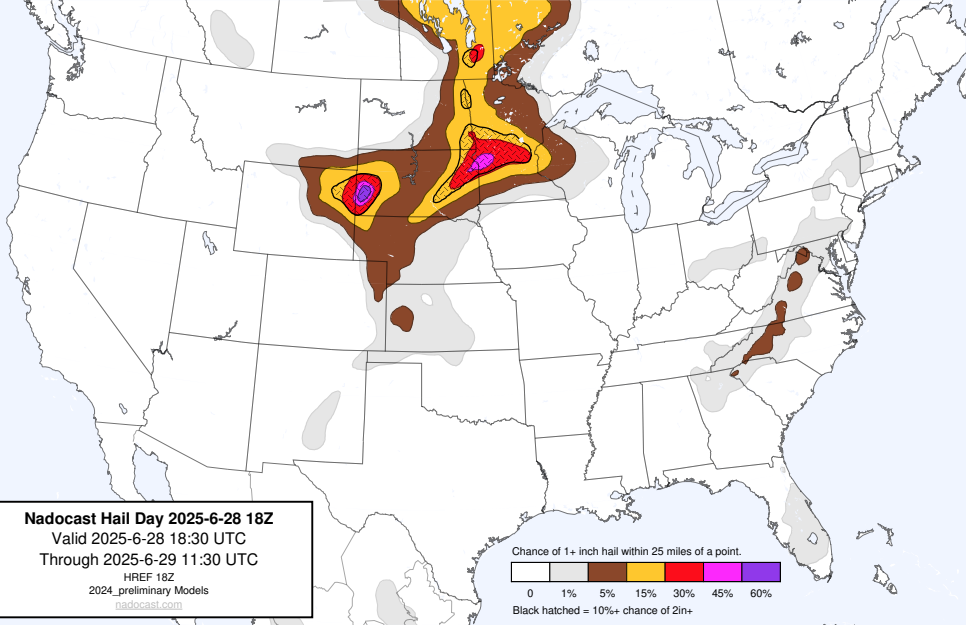 Nadocast Hail Day 2025-6-28 18Z
Valid 2025-6-28 18:30 UTC
Through 2025-6-29 11:30 UTC
HREF 18Z
2024_preliminary Models
nadocast.com
Chance of 1+ inch hail within 25 miles of a point.
0 1% 5% 15% 30% 45% 60%
Black hatched = 10%+ chance of 2in+